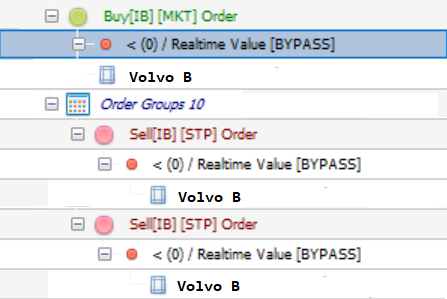 Buy[IB] [MKT] Order
< (0) / Realtime Value [BYPASS]
Volvo B
Order Groups 10
Sell[IB] [STP] Order
< (0) / Realtime Value [BYPASS]
Volvo B
Sell[IB] [STP] Order
< (0) / Realtime Value [BYPASS]
Volvo B